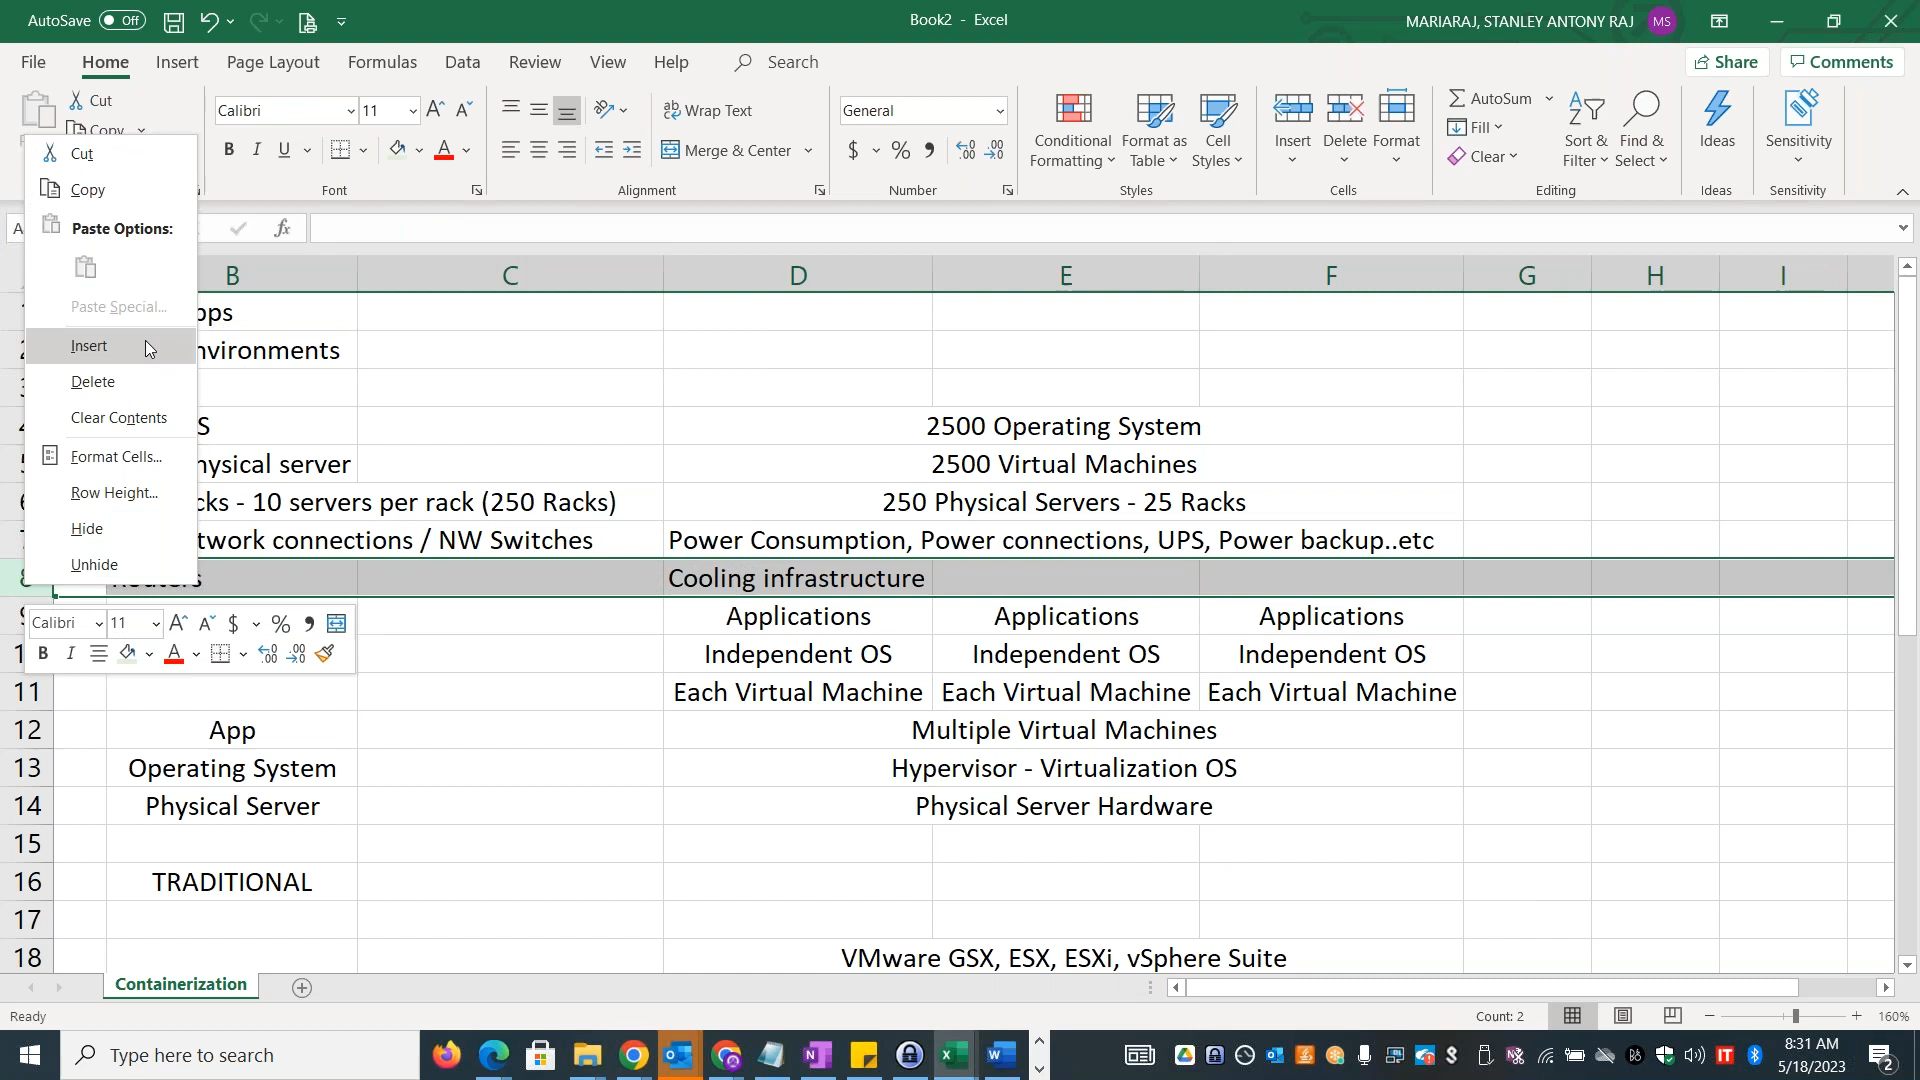 AutoSave Off
Book2 - Excel
MARIARAJ, STANLEY ANTONY RAJ MS
File Home Insert Page Layout Formulas Data Review View Help Search Share Comments
Cut
Copy
Calibri 11
B I U
Font
Wrap Text
Merge & Center
Alignment
General
$ %
Number
Conditional Formatting
Format as Table
Cell Styles
Styles
Insert Delete Format
Cells
AutoSum
Fill
Clear
Sort & Filter
Find & Select
Editing
Ideas
Ideas
Sensitivity
Sensitivity
Cut
Copy
Paste Options:
Paste Special...
Insert
Delete
Clear Contents
Format Cells...
Row Height...
Hide
Unhide
Calibri 11 $ %
B I
fx
B C D E F G H I
pps
nvironments
S 2500 Operating System
hysical server 2500 Virtual Machines
cks - 10 servers per rack (250 Racks) 250 Physical Servers - 25 Racks
twork connections / NW Switches Power Consumption, Power connections, UPS, Power backup..etc
Routers Cooling infrastructure
Applications Applications Applications
Independent OS Independent OS Independent OS
11 Each Virtual Machine Each Virtual Machine Each Virtual Machine
12 App Multiple Virtual Machines
13 Operating System Hypervisor - Virtualization OS
14 Physical Server Physical Server Hardware
15
16 TRADITIONAL
17
18 VMware GSX, ESX, ESXi, vSphere Suite
Containerization
Ready Count: 2 160%
Type here to search
8:31 AM
5/18/2023
2